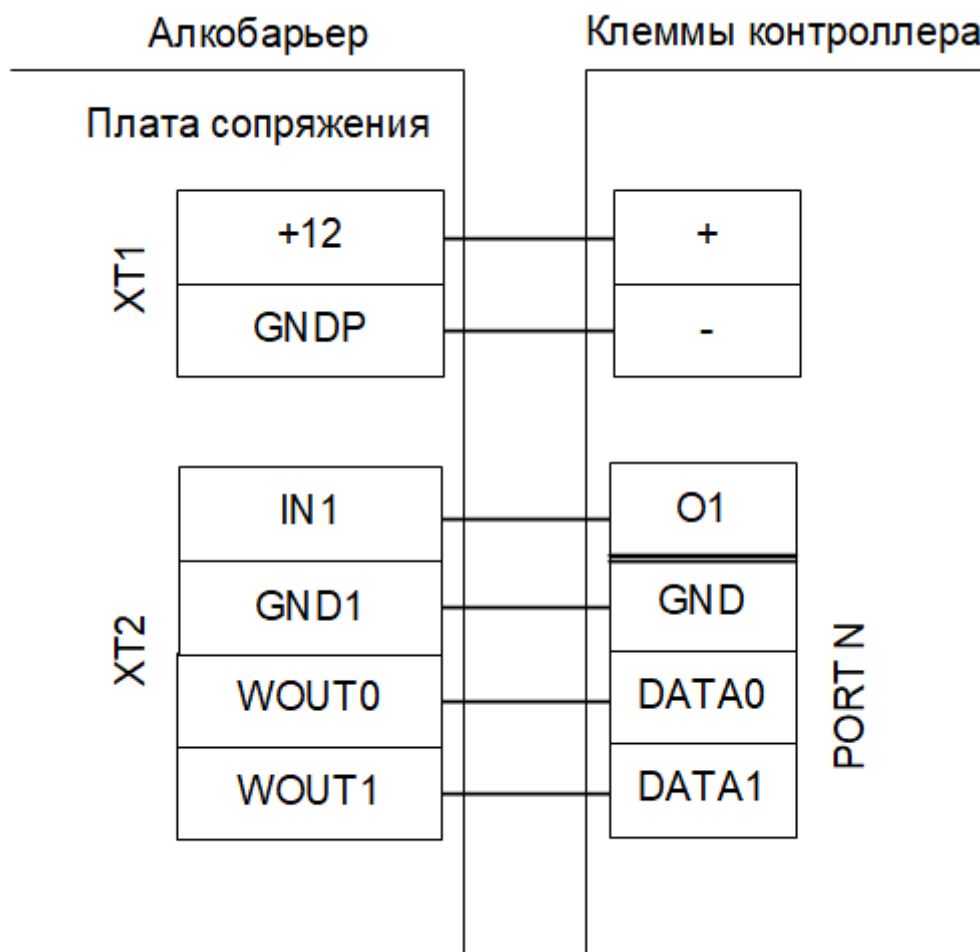 Алкобарьер
Клеммы контроллера
Плата сопряжения
XT1
+12
+
GNDP
-
XT2
IN1
O1
GND1
GND
WOUT0
DATA0
WOUT1
DATA1
PORT N